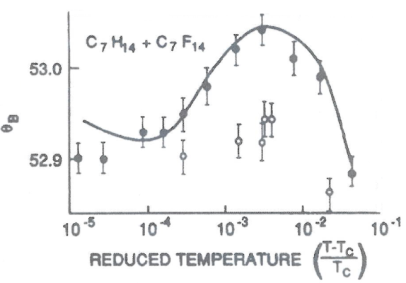 C7H14 + C7F14
53.0
θB
52.9
10^-5 10^-4 10^-3 10^-2 10^-1
REDUCED TEMPERATURE (T-Tc/Tc)